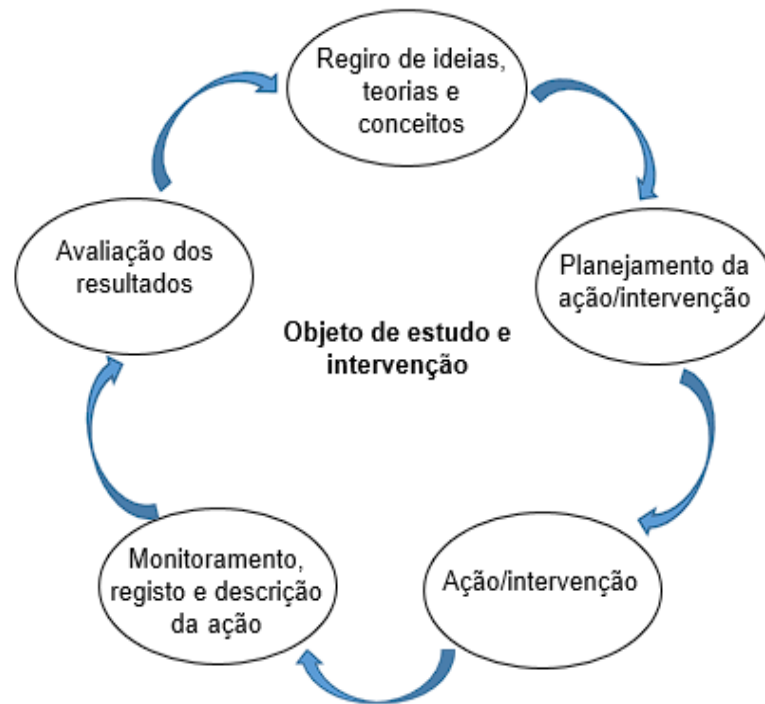 Regiro de ideias,
teorias e
conceitos
Planejamento da
ação/intervenção
Ação/intervenção
Monitoramento,
registo e descrição
da ação
Avaliação dos
resultados
Objeto de estudo e
intervenção